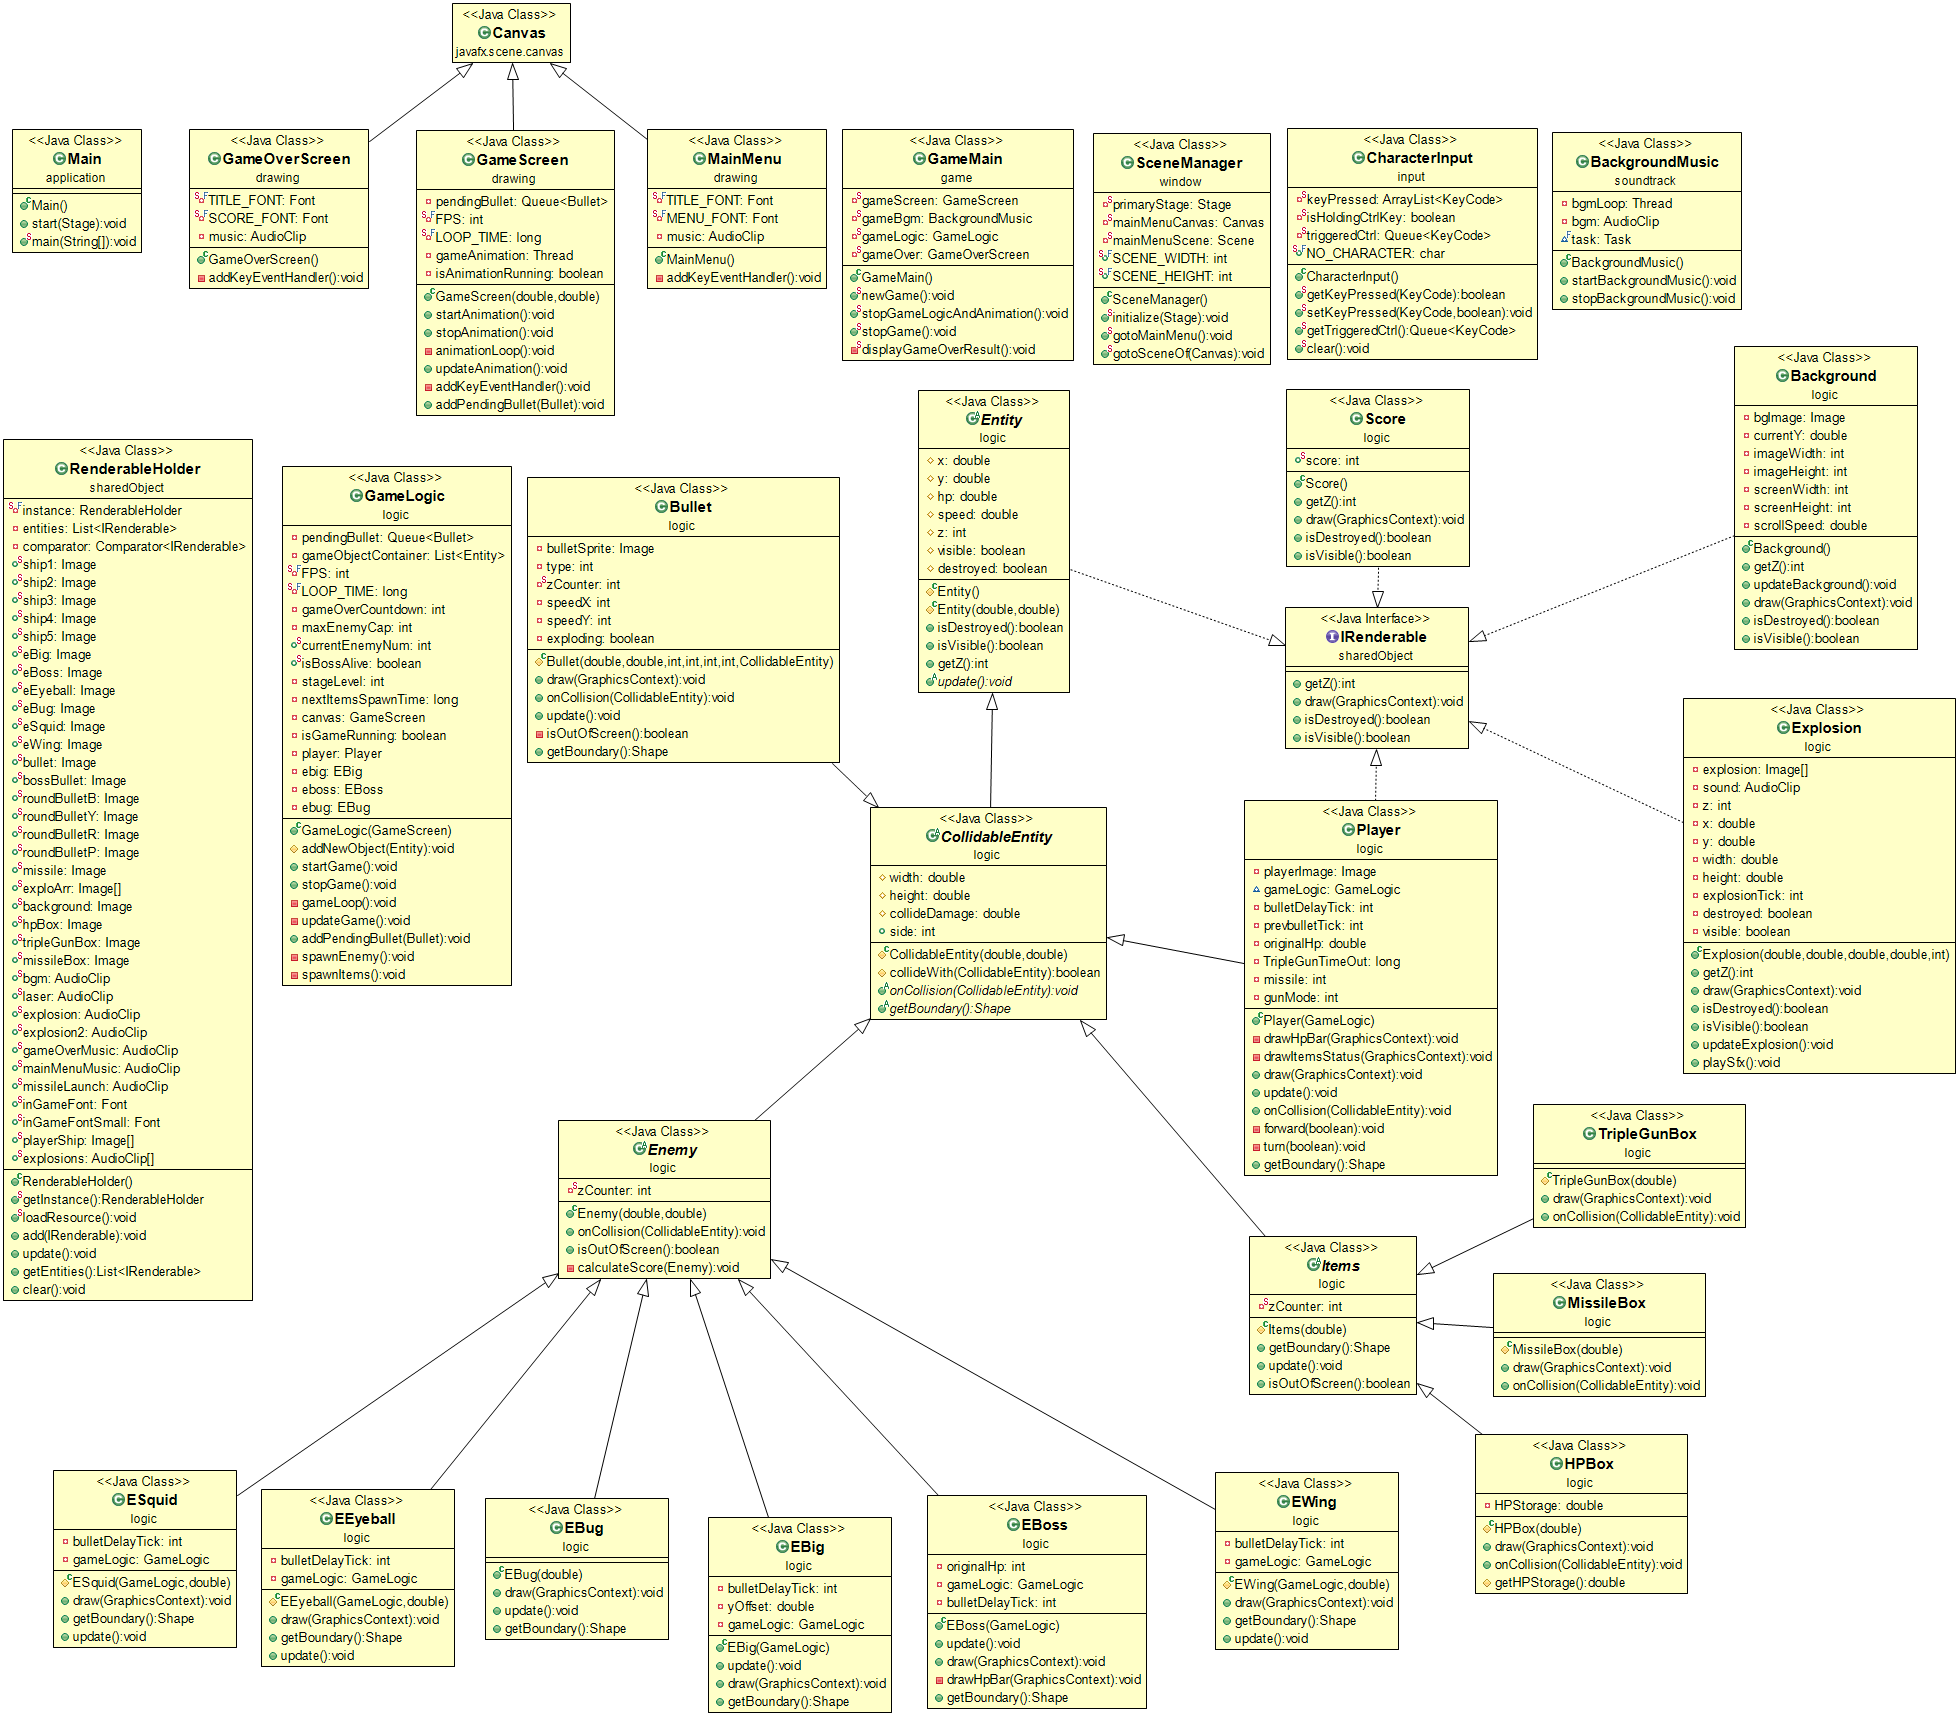 <<Java Class>>
Canvas
javafx.scene.canvas
<<Java Class>>
Main
application
Main()
start(Stage):void
main(String[]):void
<<Java Class>>
GameOverScreen
drawing
TITLE_FONT: Font
SCORE_FONT: Font
music: AudioClip
GameOverScreen()
addKeyEventHandler():void
<<Java Class>>
GameScreen
drawing
pendingBullet: Queue<Bullet>
FPS: int
LOOP_TIME: long
gameAnimation: Thread
isAnimationRunning: boolean
GameScreen(double,double)
startAnimation():void
stopAnimation():void
animationLoop():void
updateAnimation():void
addKeyEventHandler():void
addPendingBullet(Bullet):void
<<Java Class>>
MainMenu
drawing
TITLE_FONT: Font
MENU_FONT: Font
music: AudioClip
MainMenu()
addKeyEventHandler():void
<<Java Class>>
GameMain
game
gameScreen: GameScreen
gameBgm: BackgroundMusic
gameLogic: GameLogic
gameOver: GameOverScreen
GameMain()
newGame():void
stopGameLogicAndAnimation():void
stopGame():void
displayGameOverResult():void
<<Java Class>>
SceneManager
window
primaryStage: Stage
mainMenuCanvas: Canvas
mainMenuScene: Scene
SCENE_WIDTH: int
SCENE_HEIGHT: int
SceneManager()
initialize(Stage):void
gotoMainMenu():void
gotoSceneOf(Canvas):void
<<Java Class>>
CharacterInput
input
keyPressed: ArrayList<KeyCode>
isHoldingCtrlKey: boolean
triggeredCtrl: Queue<KeyCode>
NO_CHARACTER: char
CharacterInput()
getKeyPressed(KeyCode):boolean
setKeyPressed(KeyCode,boolean):void
getTriggeredCtrl():Queue<KeyCode>
clear():void
<<Java Class>>
BackgroundMusic
soundtrack
bgmLoop: Thread
bgm: AudioClip
task: Task
BackgroundMusic()
startBackgroundMusic():void
stopBackgroundMusic():void
<<Java Class>>
RenderableHolder
sharedObject
instance: RenderableHolder
entities: List<IRenderable>
comparator: Comparator<IRenderable>
ship1: Image
ship2: Image
ship3: Image
ship4: Image
ship5: Image
eBig: Image
eBoss: Image
eEyeball: Image
eBug: Image
eSquid: Image
eWing: Image
bullet: Image
bossBullet: Image
roundBulletB: Image
roundBulletY: Image
roundBulletR: Image
roundBulletP: Image
missile: Image
exploArr: Image[]
background: Image
hpBox: Image
tripleGunBox: Image
missileBox: Image
bgm: AudioClip
laser: AudioClip
explosion: AudioClip
explosion2: AudioClip
gameOverMusic: AudioClip
mainMenuMusic: AudioClip
missileLaunch: AudioClip
inGameFont: Font
inGameFontSmall: Font
playerShip: Image[]
explosions: AudioClip[]
RenderableHolder()
getInstance():RenderableHolder
loadResource():void
add(IRenderable):void
update():void
getEntities():List<IRenderable>
clear():void
<<Java Class>>
GameLogic
logic
pendingBullet: Queue<Bullet>
gameObjectContainer: List<Entity>
FPS: int
LOOP_TIME: long
gameOverCountdown: int
maxEnemyCap: int
currentEnemyNum: int
isBossAlive: boolean
stageLevel: int
nextItemsSpawnTime: long
canvas: GameScreen
isGameRunning: boolean
player: Player
ebig: EBig
eboss: EBoss
ebug: EBug
GameLogic(GameScreen)
addNewObject(Entity):void
startGame():void
stopGame():void
gameLoop():void
updateGame():void
addPendingBullet(Bullet):void
spawnEnemy():void
spawnItems():void
<<Java Class>>
Bullet
logic
bulletSprite: Image
type: int
zCounter: int
speedX: int
speedY: int
exploding: boolean
Bullet(double,double,int,int,int,int,CollidableEntity)
draw(GraphicsContext):void
onCollision(CollidableEntity):void
update():void
isOutOfScreen():boolean
getBoundary():Shape
<<Java Class>>
Entity
logic
x: double
y: double
hp: double
speed: double
z: int
visible: boolean
destroyed: boolean
Entity()
Entity(double,double)
isDestroyed():boolean
isVisible():boolean
getZ():int
update():void
<<Java Class>>
Score
logic
score: int
Score()
getZ():int
draw(GraphicsContext):void
isDestroyed():boolean
isVisible():boolean
<<Java Class>>
Background
logic
bgImage: Image
currentY: double
imageWidth: int
imageHeight: int
screenWidth: int
screenHeight: int
scrollSpeed: double
Background()
getZ():int
updateBackground():void
draw(GraphicsContext):void
isDestroyed():boolean
isVisible():boolean
<<Java Interface>>
IRenderable
sharedObject
getZ():int
draw(GraphicsContext):void
isDestroyed():boolean
isVisible():boolean
<<Java Class>>
Explosion
logic
explosion: Image[]
sound: AudioClip
z: int
x: double
y: double
width: double
height: double
explosionTick: int
destroyed: boolean
visible: boolean
Explosion(double,double,double,double,int)
getZ():int
draw(GraphicsContext):void
isDestroyed():boolean
isVisible():boolean
updateExplosion():void
playSfx():void
<<Java Class>>
CollidableEntity
logic
width: double
height: double
collideDamage: double
side: int
CollidableEntity(double,double)
collideWith(CollidableEntity):boolean
onCollision(CollidableEntity):void
getBoundary():Shape
<<Java Class>>
Player
logic
playerImage: Image
gameLogic: GameLogic
bulletDelayTick: int
prevbulletTick: int
originalHp: double
TripleGunTimeOut: long
missile: int
gunMode: int
Player(GameLogic)
drawHpBar(GraphicsContext):void
drawItemsStatus(GraphicsContext):void
draw(GraphicsContext):void
update():void
onCollision(CollidableEntity):void
forward(boolean):void
turn(boolean):void
getBoundary():Shape
<<Java Class>>
Enemy
logic
zCounter: int
Enemy(double,double)
onCollision(CollidableEntity):void
isOutOfScreen():boolean
calculateScore(Enemy):void
<<Java Class>>
TripleGunBox
logic
TripleGunBox(double)
draw(GraphicsContext):void
onCollision(CollidableEntity):void
<<Java Class>>
Items
logic
zCounter: int
Items(double)
getBoundary():Shape
update():void
isOutOfScreen():boolean
<<Java Class>>
MissileBox
logic
MissileBox(double)
draw(GraphicsContext):void
onCollision(CollidableEntity):void
<<Java Class>>
HPBox
logic
HPStorage: double
HPBox(double)
draw(GraphicsContext):void
onCollision(CollidableEntity):void
getHPStorage():double
<<Java Class>>
ESquid
logic
bulletDelayTick: int
gameLogic: GameLogic
ESquid(GameLogic,double)
draw(GraphicsContext):void
getBoundary():Shape
update():void
<<Java Class>>
EEyeball
logic
bulletDelayTick: int
gameLogic: GameLogic
EEyeball(GameLogic,double)
draw(GraphicsContext):void
getBoundary():Shape
update():void
<<Java Class>>
EBug
logic
EBug(double)
draw(GraphicsContext):void
update():void
getBoundary():Shape
<<Java Class>>
EBig
logic
bulletDelayTick: int
yOffset: double
gameLogic: GameLogic
EBig(GameLogic)
update():void
draw(GraphicsContext):void
getBoundary():Shape
<<Java Class>>
EBoss
logic
originalHp: int
gameLogic: GameLogic
bulletDelayTick: int
EBoss(GameLogic)
update():void
draw(GraphicsContext):void
drawHpBar(GraphicsContext):void
getBoundary():Shape
<<Java Class>>
EWing
logic
bulletDelayTick: int
gameLogic: GameLogic
EWing(GameLogic,double)
draw(GraphicsContext):void
getBoundary():Shape
update():void